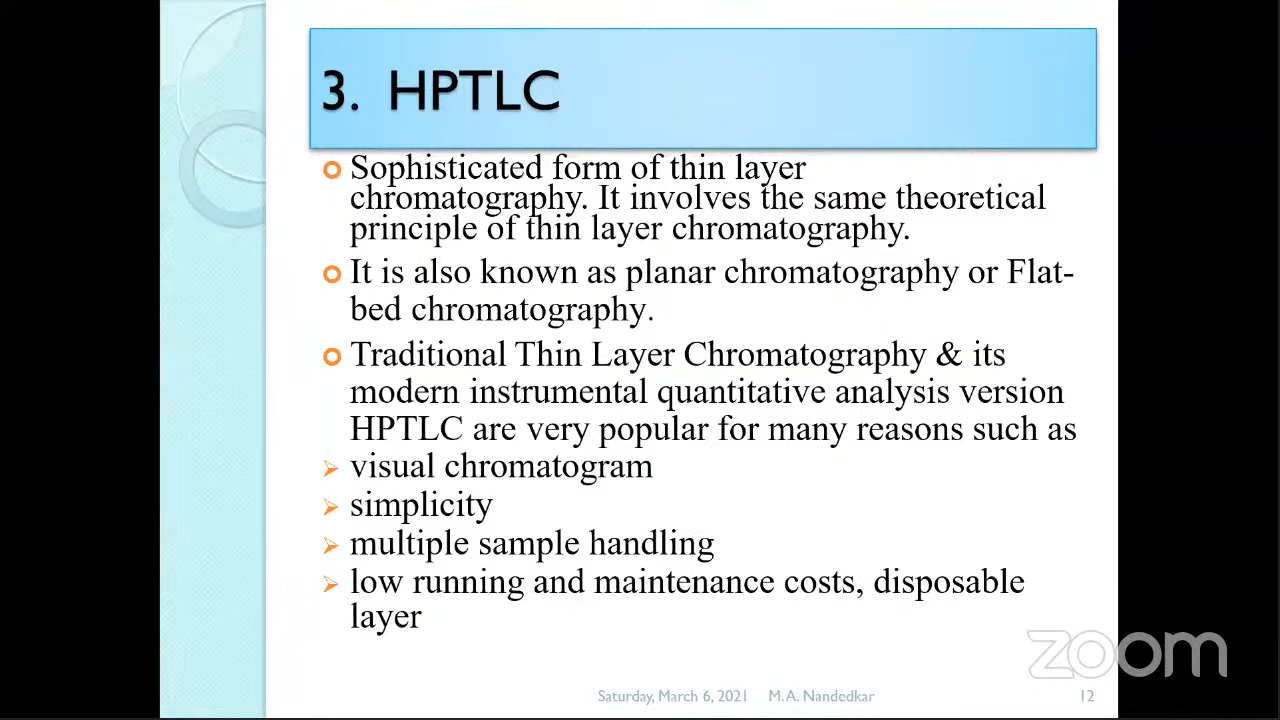 3. HPTLC
Sophisticated form of thin layer
chromatography. It involves the same theoretical
principle of thin layer chromatography.
It is also known as planar chromatography or Flat-
bed chromatography.
Traditional Thin Layer Chromatography & its
modern instrumental quantitative analysis version
HPTLC are very popular for many reasons such as
visual chromatogram
simplicity
multiple sample handling
low running and maintenance costs, disposable
layer
zoom
Saturday, March 6, 2021 M.A. Nandedkar 12